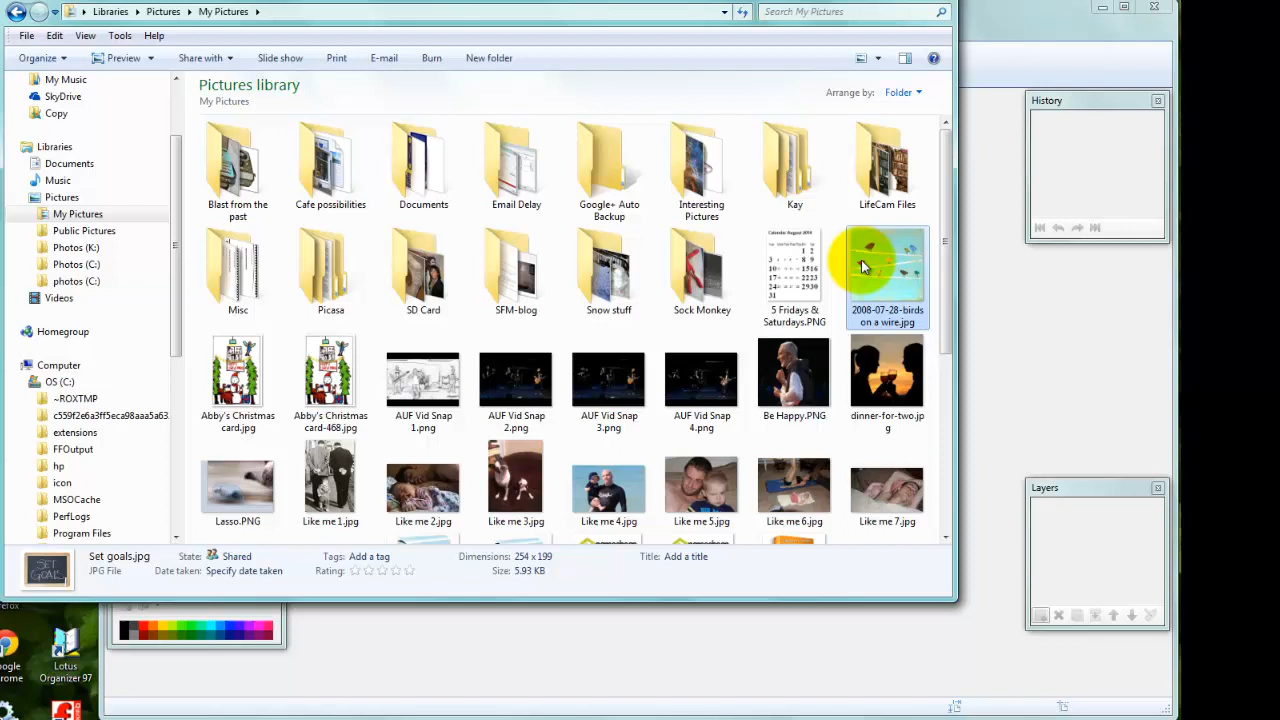 Libraries ▸ Pictures ▸ My Pictures ▸ Search My Pictures
File Edit View Tools Help
Organize Preview Share with Slide show Print E-mail Burn New folder
My Music
SkyDrive
Copy
Libraries
Documents
Music
Pictures
My Pictures
Public Pictures
Photos (K:)
Photos (C:)
photos (C:)
Videos
Homegroup
Computer
OS (C:)
~ROXTMP
c559f2e6a3f5eca98aaa5a63.
extensions
FFOutput
hp
icon
MSOCache
PerfLogs
Program Files
Pictures library
My Pictures
Arrange by: Folder
Blast from the past
Cafe possibilities
Documents
Email Delay
Google+ Auto Backup
Interesting Pictures
Kay
LifeCam Files
Misc
Picasa
SD Card
SFM-blog
Snow stuff
Sock Monkey
Calendar August 2014
5 Fridays & Saturdays.PNG
2008-07-28-birds on a wire.jpg
Abby's Christmas card.jpg
Abby's Christmas card-468.jpg
AUF Vid Snap 1.png
AUF Vid Snap 2.png
AUF Vid Snap 3.png
AUF Vid Snap 4.png
Be Happy.PNG
dinner-for-two.jpg
Lasso.PNG
Like me 1.jpg
Like me 2.jpg
Like me 3.jpg
Like me 4.jpg
Like me 5.jpg
Like me 6.jpg
Like me 7.jpg
Set goals.jpg State: Shared Tags: Add a tag Dimensions: 254 x 199 Title: Add a title
JPG File Date taken: Specify date taken Rating: Size: 5.93 KB
SET GOALS
History
Layers
Lotus
Organizer 97